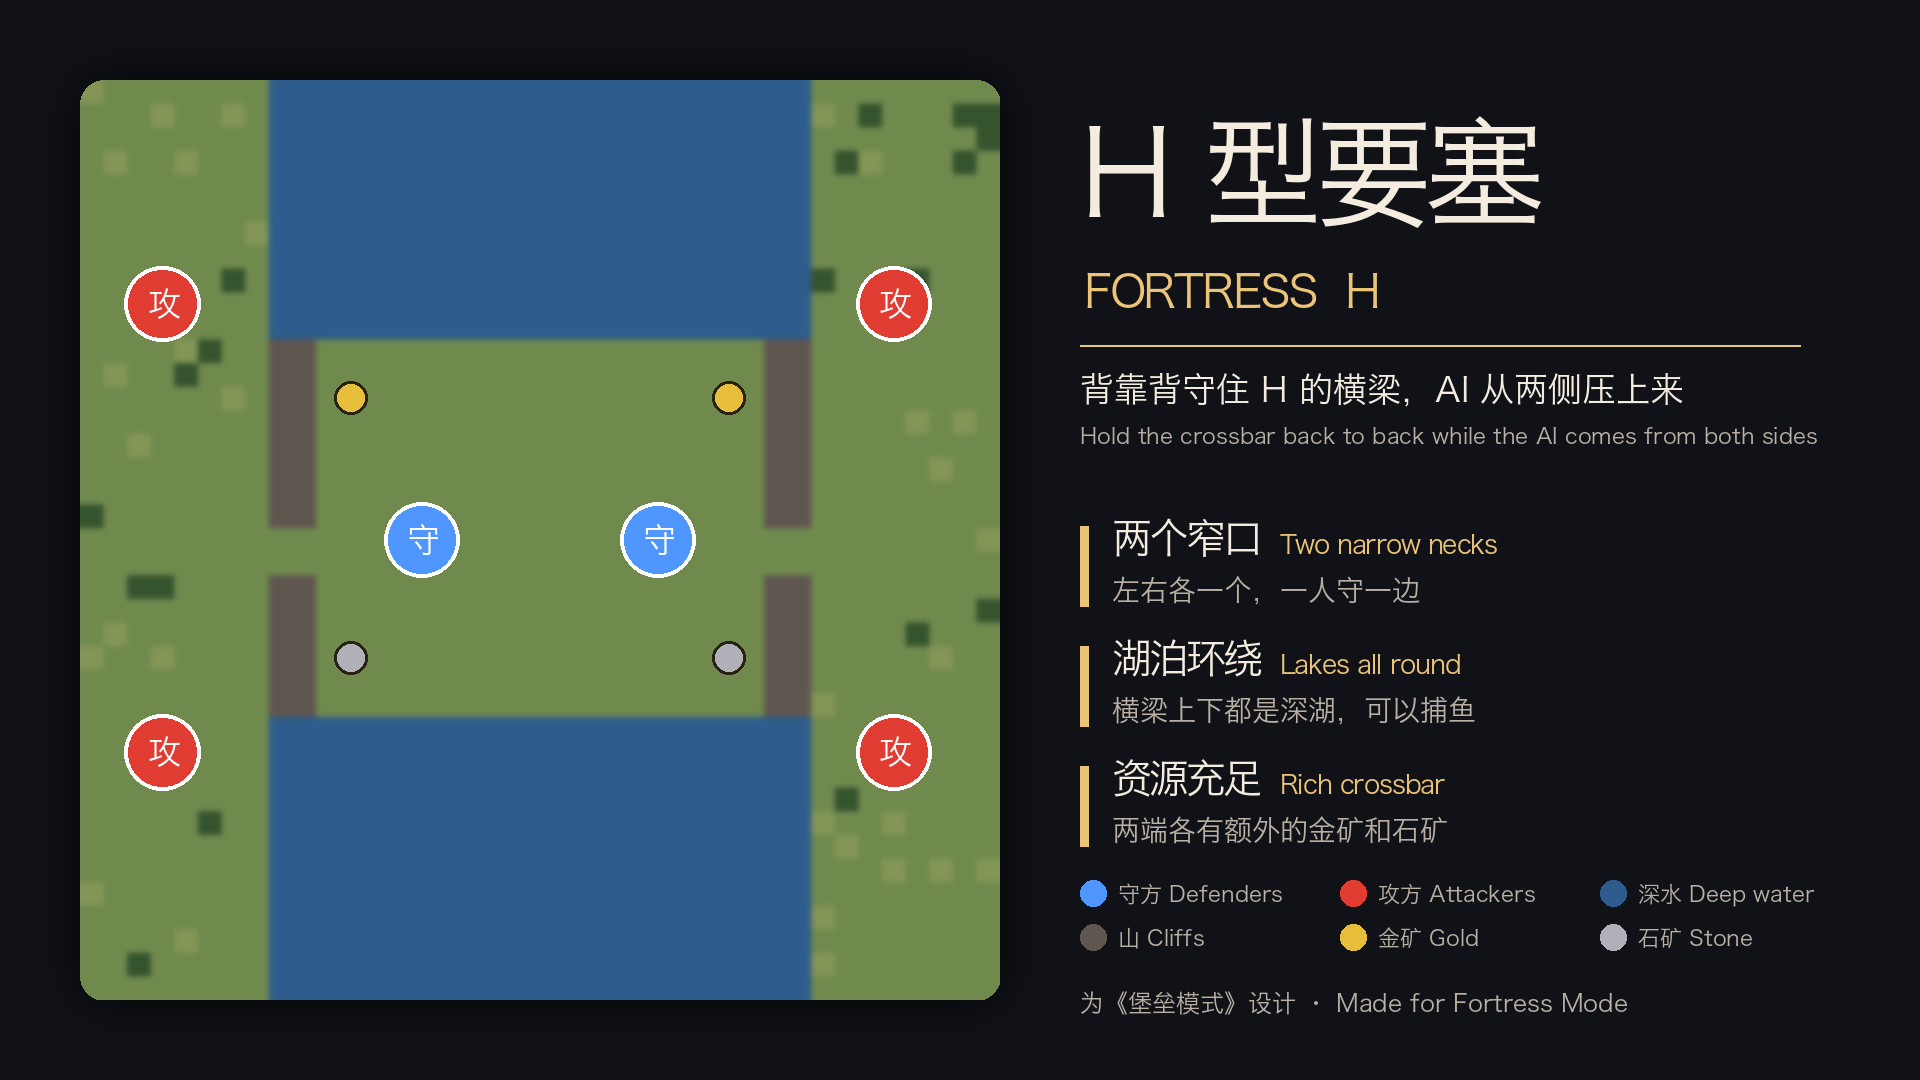 H 型要塞
FORTRESS H
背靠背守住 H 的横梁，AI 从两侧压上来
Hold the crossbar back to back while the AI comes from both sides
两个窄口 Two narrow necks
左右各一个，一人守一边
湖泊环绕 Lakes all round
横梁上下都是深湖，可以捕鱼
资源充足 Rich crossbar
两端各有额外的金矿和石矿
守方 Defenders
攻方 Attackers
深水 Deep water
山 Cliffs
金矿 Gold
石矿 Stone
为《堡垒模式》设计 · Made for Fortress Mode
攻
攻
守
守
攻
攻